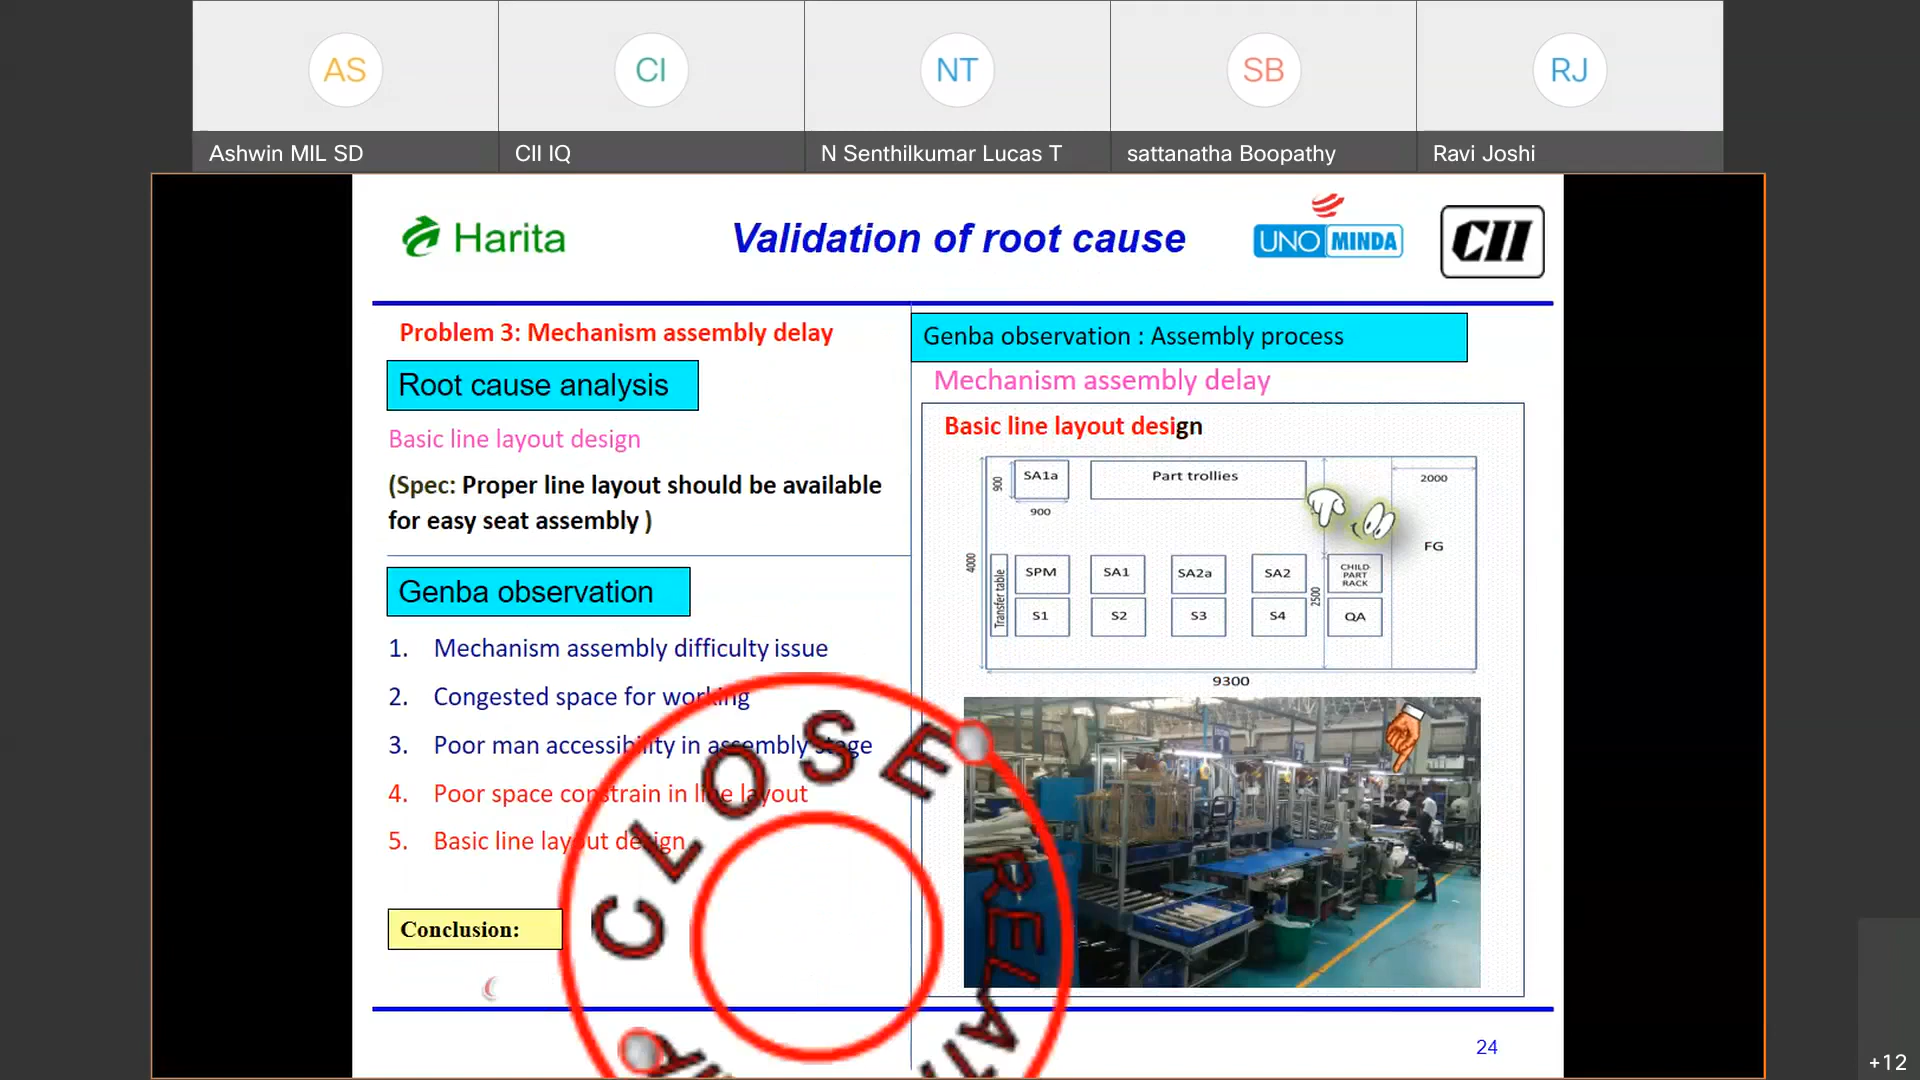 AS
CI
NT
SB
RJ
Ashwin MIL SD
CII IQ
N Senthilkumar Lucas T
sattanatha Boopathy
Ravi Joshi
Harita
Validation of root cause
UNO MINDA
CII
Problem 3: Mechanism assembly delay
Root cause analysis
Basic line layout design
(Spec: Proper line layout should be available
for easy seat assembly )
Genba observation
1. Mechanism assembly difficulty issue
2. Congested space for working
3. Poor man accessibility in assembly stage
4. Poor space constrain in line layout
5. Basic line layout design
Conclusion:
CLOSE
Genba observation : Assembly process
Mechanism assembly delay
Basic line layout design
SA1a
Part trollies
900
900
2000
FG
4000
Transfer table
SPM
SA1
SA2a
SA2
CHILD
PART
RACK
2500
S1
S2
S3
S4
QA
9300
24
+12